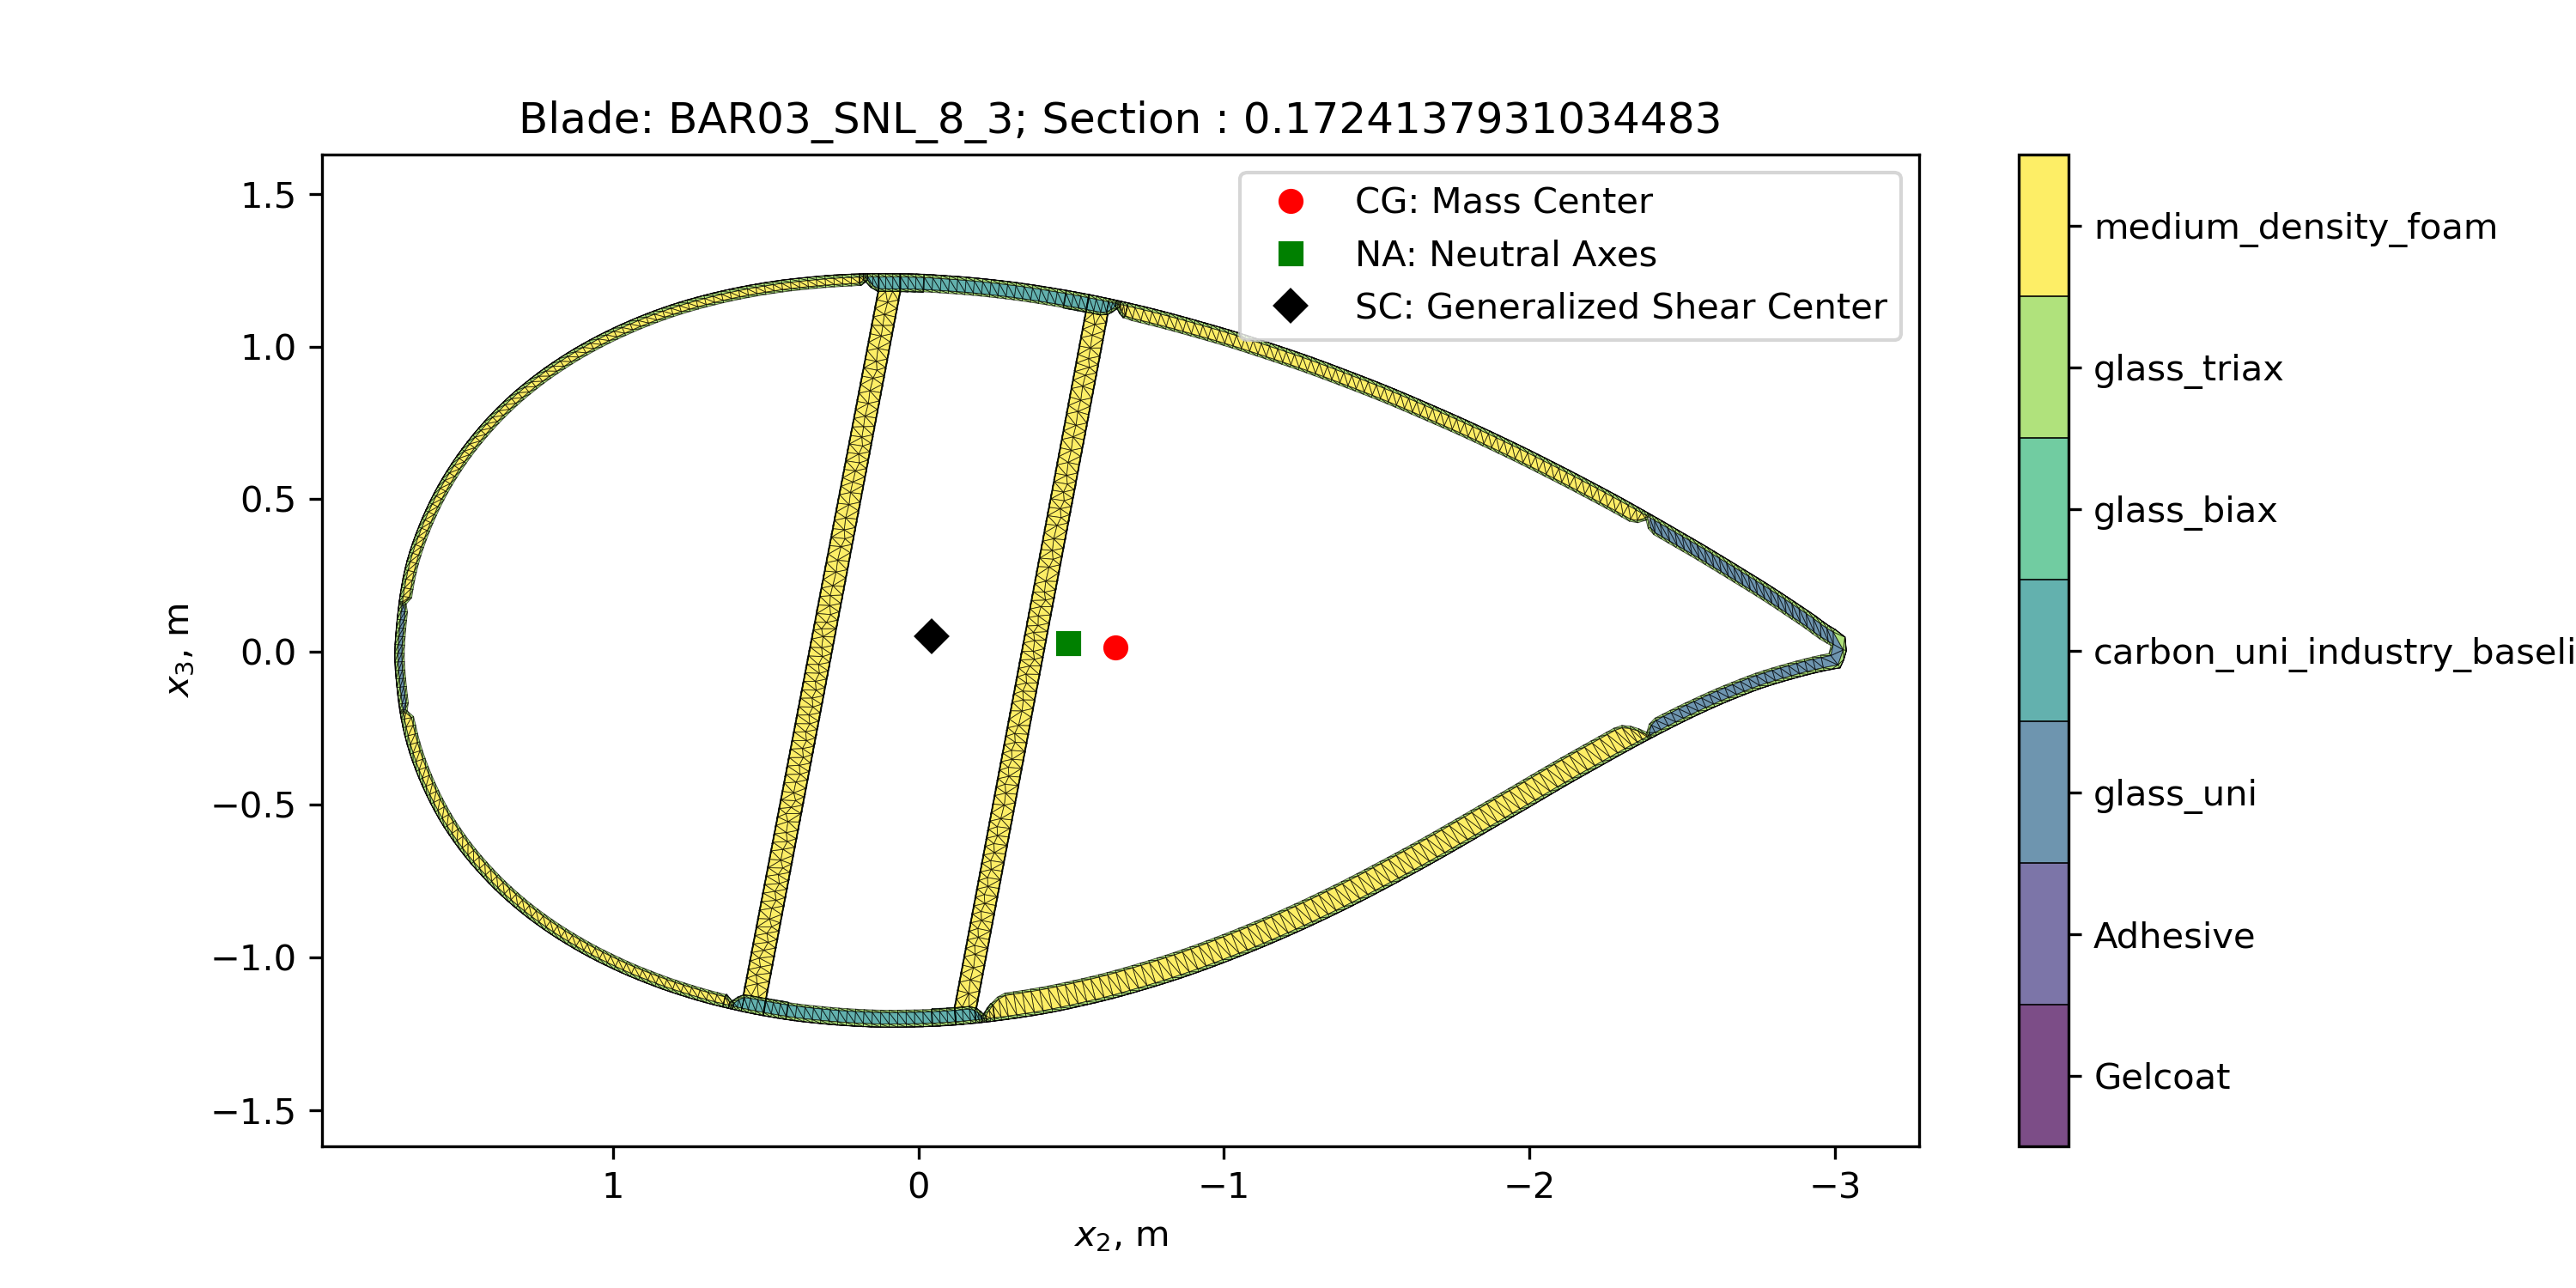 Blade: BAR03_SNL_8_3; Section : 0.1724137931034483
CG: Mass Center
NA: Neutral Axes
SC: Generalized Shear Center
1.5
1.0
0.5
0.0
−0.5
−1.0
−1.5
x₃, m
1 0 −1 −2 −3
x₂, m
medium_density_foam
glass_triax
glass_biax
carbon_uni_industry_baseli
glass_uni
Adhesive
Gelcoat